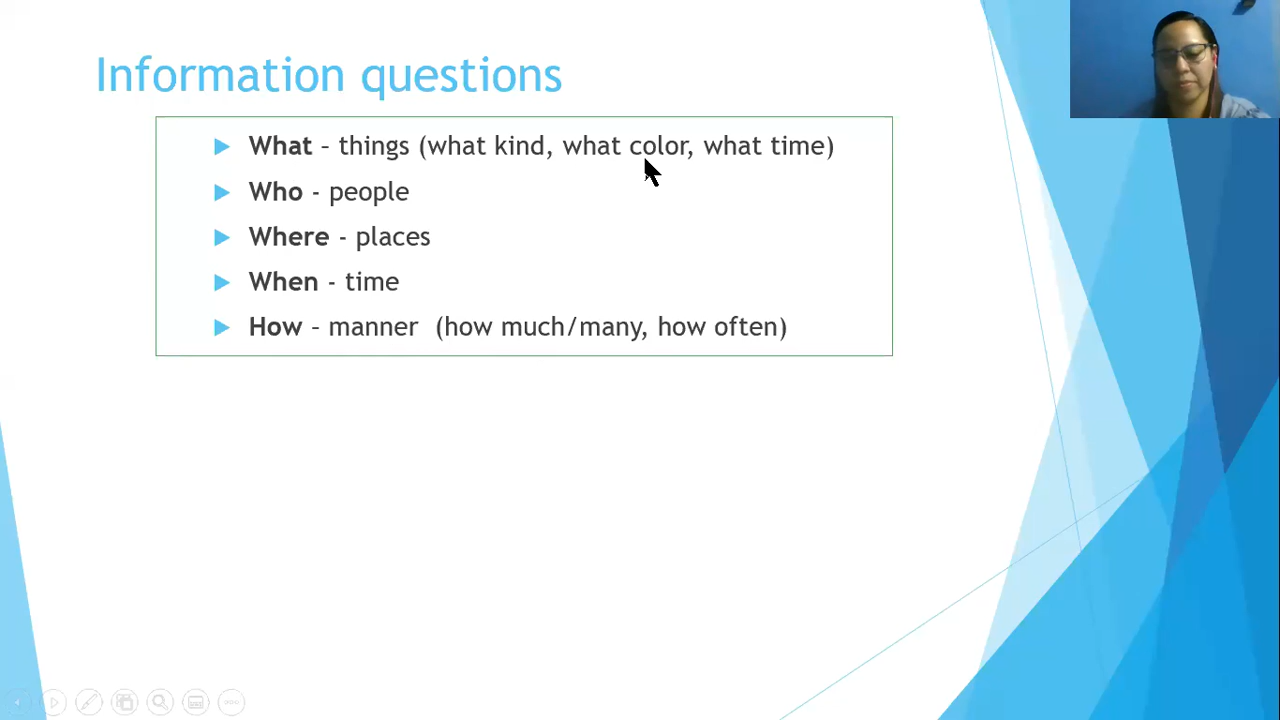 Information questions
What – things (what kind, what color, what time)
Who - people
Where - places
When - time
How – manner  (how much/many, how often)